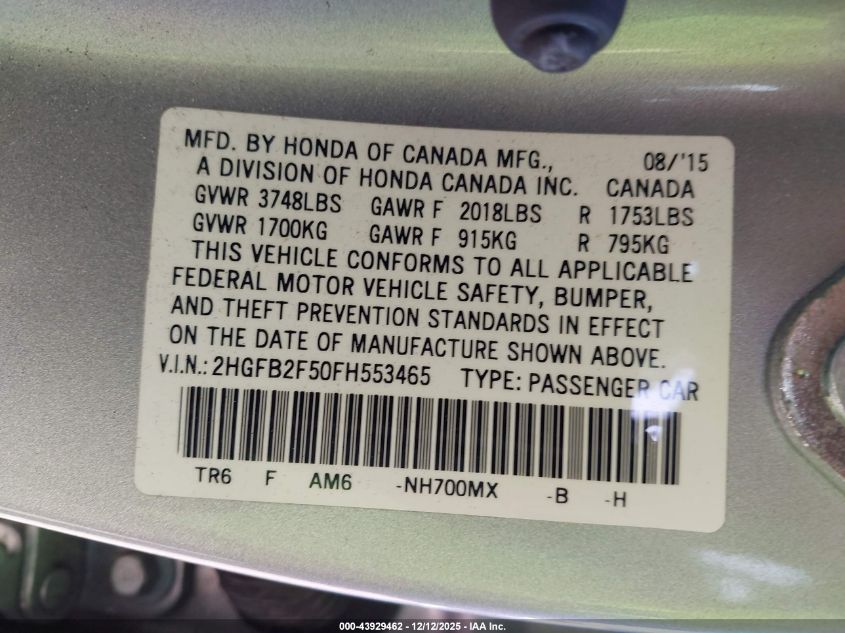 MFD. BY HONDA OF CANADA MFG., 08/'15
A DIVISION OF HONDA CANADA INC. CANADA
GVWR 3748LBS GAWR F 2018LBS R 1753LBS
GVWR 1700KG GAWR F 915KG R 795KG
THIS VEHICLE CONFORMS TO ALL APPLICABLE
FEDERAL MOTOR VEHICLE SAFETY, BUMPER,
AND THEFT PREVENTION STANDARDS IN EFFECT
ON THE DATE OF MANUFACTURE SHOWN ABOVE.
V.I.N.: 2HGFB2F50FH553465 TYPE: PASSENGER CAR
TR6 F AM6 -NH700MX -B -H
000-43929462 - 12/12/2025 - IAA Inc.